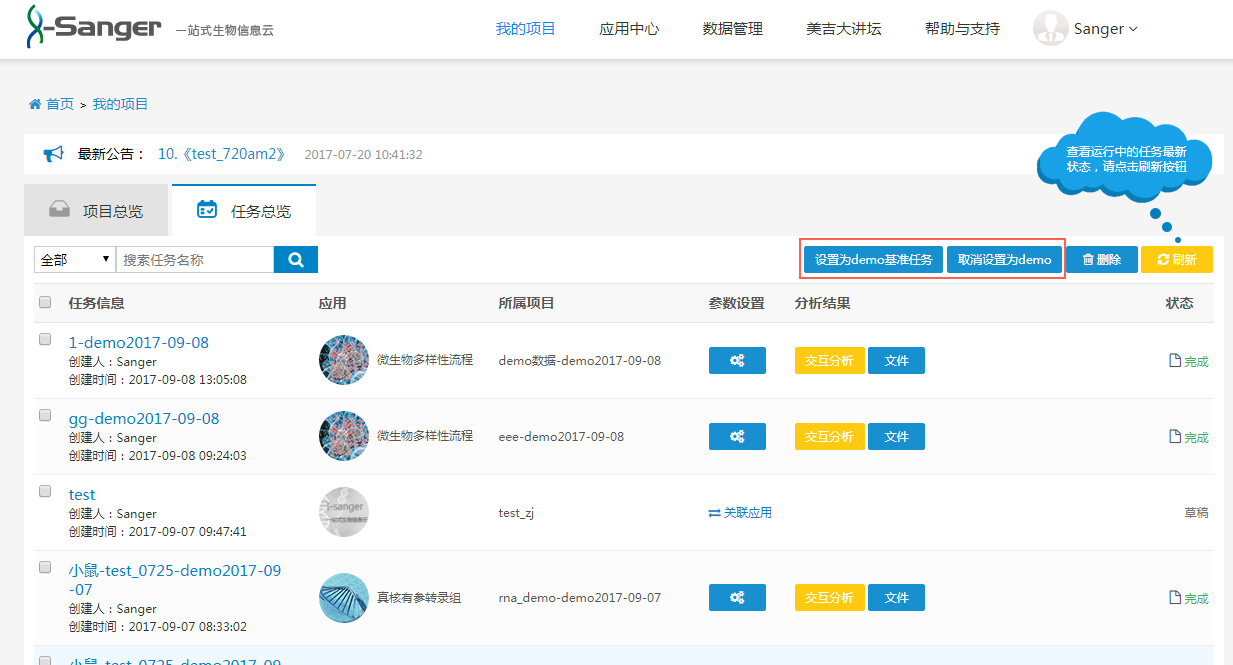 i-Sanger 一站式生物信息云
我的项目 应用中心 数据管理 美吉大讲坛 帮助与支持 Sanger
首页 > 我的项目
最新公告： 10.《test_720am2》 2017-07-20 10:41:32
查看运行中的任务最新
状态，请点击刷新按钮
项目总览 任务总览
全部 搜索任务名称 设置为demo基准任务 取消设置为demo 删除 刷新
任务信息 应用 所属项目 参数设置 分析结果 状态
1-demo2017-09-08
创建人：Sanger
创建时间：2017-09-08 13:05:08
微生物多样性流程 demo数据-demo2017-09-08 交互分析 文件 完成
gg-demo2017-09-08
创建人：Sanger
创建时间：2017-09-08 09:24:03
微生物多样性流程 eee-demo2017-09-08 交互分析 文件 完成
test
创建人：Sanger
创建时间：2017-09-07 09:47:41
i-sanger
一站式生物信息云
test_zj 关联应用 草稿
小鼠-test_0725-demo2017-09
-07
创建人：Sanger
创建时间：2017-09-07 08:33:02
真核有参转录组 rna_demo-demo2017-09-07 交互分析 文件 完成
小鼠-test_0725-demo2017-09